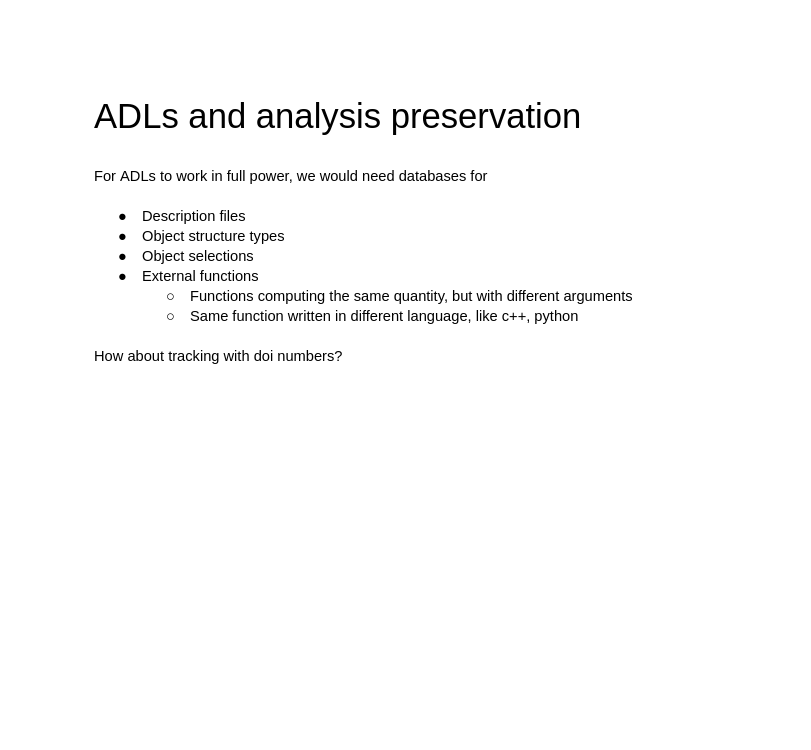 ADLs and analysis preservation
For ADLs to work in full power, we would need databases for
● Description files
● Object structure types
● Object selections
● External functions
○ Functions computing the same quantity, but with different arguments
○ Same function written in different language, like c++, python
How about tracking with doi numbers?